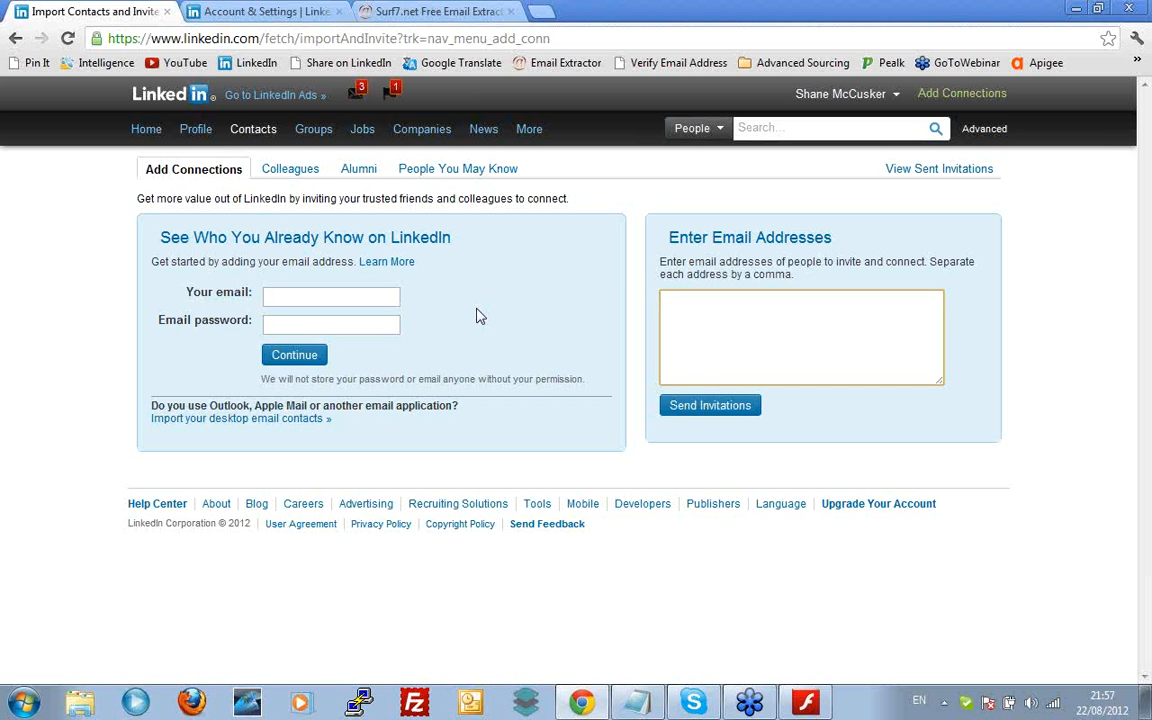 Import Contacts and Invite
Account & Settings | Linke
Surf7.net Free Email Extrac
https://www.linkedin.com/fetch/importAndInvite?trk=nav_menu_add_conn
Pin It Intelligence YouTube LinkedIn Share on LinkedIn Google Translate Email Extractor Verify Email Address Advanced Sourcing Pealk GoToWebinar Apigee »
Linked in Go to LinkedIn Ads » 3 1 Shane McCusker Add Connections
Home Profile Contacts Groups Jobs Companies News More People Search... Advanced
Add Connections Colleagues Alumni People You May Know View Sent Invitations
Get more value out of LinkedIn by inviting your trusted friends and colleagues to connect.
See Who You Already Know on LinkedIn
Get started by adding your email address. Learn More
Your email:
Email password:
Continue
We will not store your password or email anyone without your permission.
Do you use Outlook, Apple Mail or another email application?
Import your desktop email contacts »
Enter Email Addresses
Enter email addresses of people to invite and connect. Separate
each address by a comma.
Send Invitations
Help Center About Blog Careers Advertising Recruiting Solutions Tools Mobile Developers Publishers Language Upgrade Your Account
LinkedIn Corporation © 2012 User Agreement Privacy Policy Copyright Policy Send Feedback
EN
21:57
22/08/2012